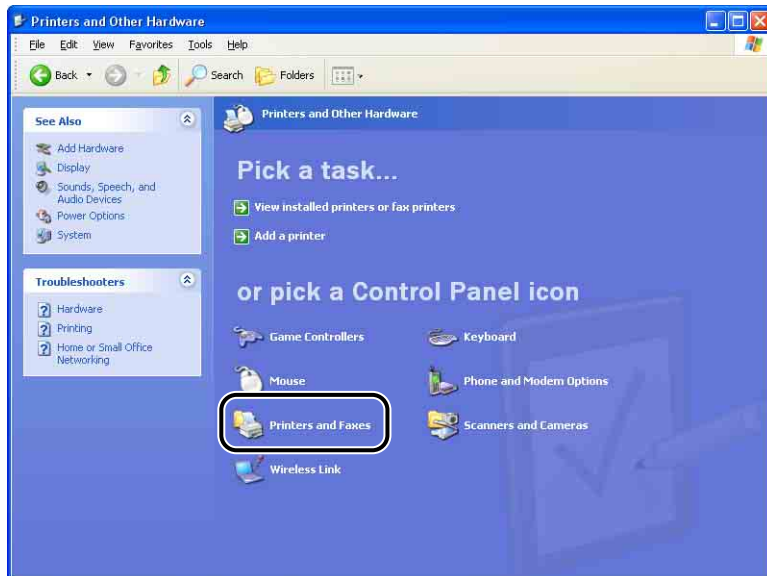 Printers and Other Hardware
File Edit View Favorites Tools Help
Back Search Folders
See Also
Add Hardware
Display
Sounds, Speech, and
Audio Devices
Power Options
System
Troubleshooters
Hardware
Printing
Home or Small Office
Networking
Printers and Other Hardware
Pick a task...
View installed printers or fax printers
Add a printer
or pick a Control Panel icon
Game Controllers
Keyboard
Mouse
Phone and Modem Options
Printers and Faxes
Scanners and Cameras
Wireless Link